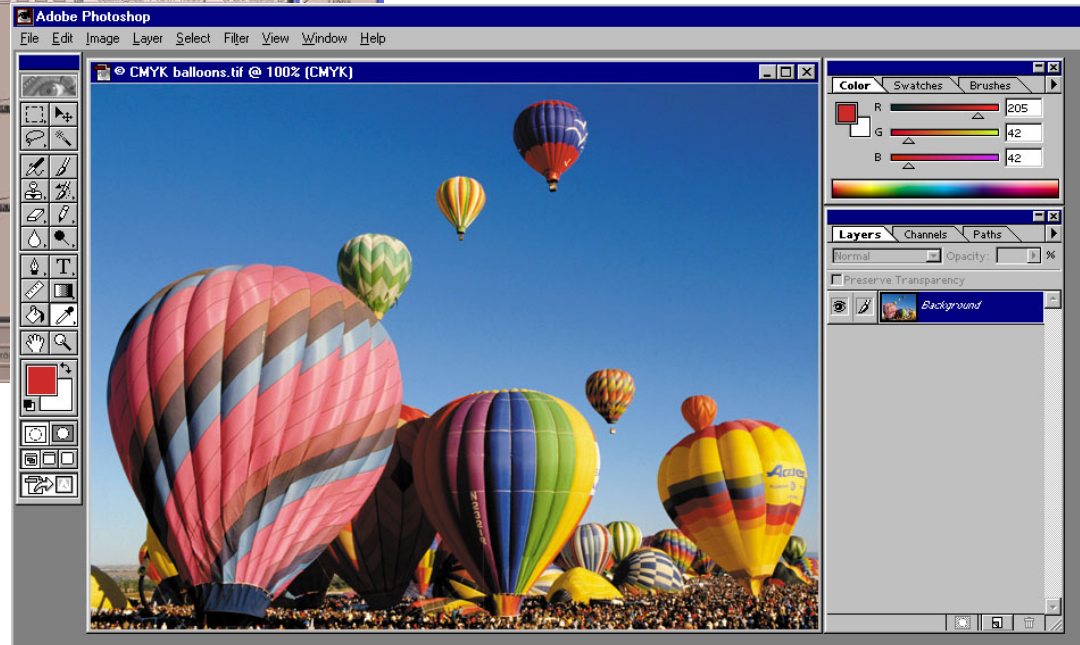 Adobe Photoshop
File Edit Image Layer Select Filter View Window Help
© CMYK balloons.tif @ 100% (CMYK)
Color Swatches Brushes
R 205
G 42
B 42
Layers Channels Paths
Normal Opacity: %
Preserve Transparency
Background
T
N2321R